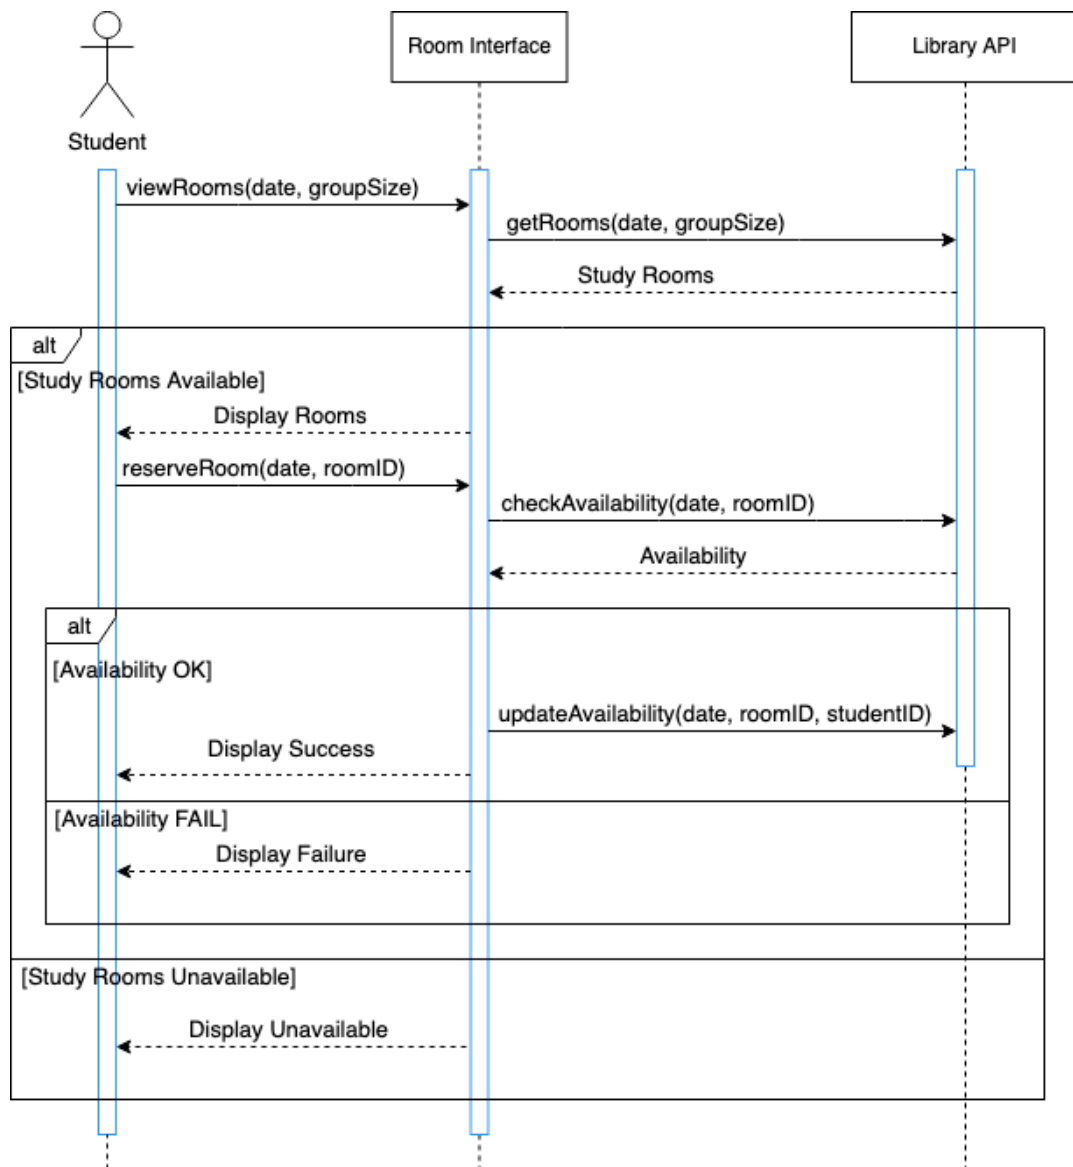 Room Interface
Library API
Student
viewRooms(date, groupSize)
getRooms(date, groupSize)
Study Rooms
alt
[Study Rooms Available]
Display Rooms
reserveRoom(date, roomID)
checkAvailability(date, roomID)
Availability
alt
[Availability OK]
updateAvailability(date, roomID, studentID)
Display Success
[Availability FAIL]
Display Failure
[Study Rooms Unavailable]
Display Unavailable